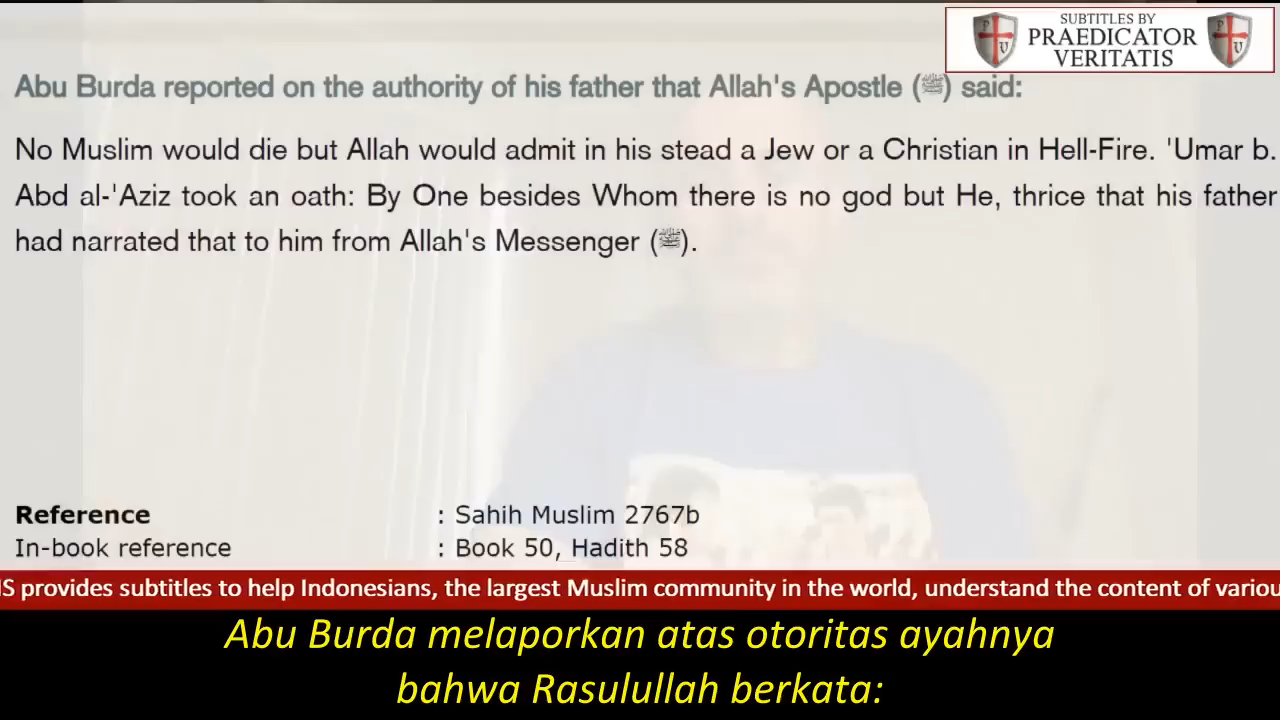 SUBTITLES BY
PRAEDICATOR
VERITATIS
Abu Burda reported on the authority of his father that Allah's Apostle (ﷺ) said:
No Muslim would die but Allah would admit in his stead a Jew or a Christian in Hell-Fire. 'Umar b.
Abd al-'Aziz took an oath: By One besides Whom there is no god but He, thrice that his father
had narrated that to him from Allah's Messenger (ﷺ).
Reference : Sahih Muslim 2767b
In-book reference : Book 50, Hadith 58
IS provides subtitles to help Indonesians, the largest Muslim community in the world, understand the content of variou
Abu Burda melaporkan atas otoritas ayahnya
bahwa Rasulullah berkata: